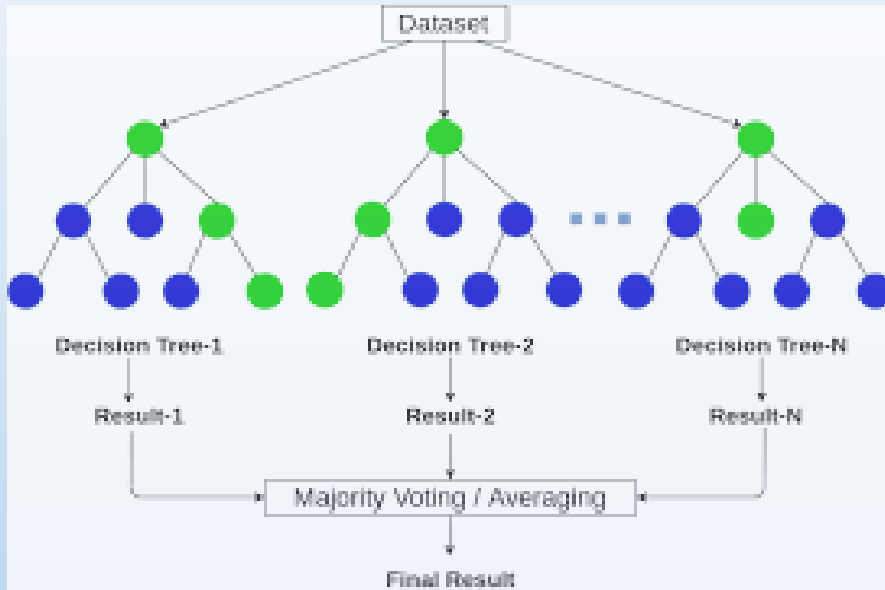 Dataset
Decision Tree-1
Decision Tree-2
Decision Tree-N
Result-1
Result-2
Result-N
Majority Voting / Averaging
Final Result